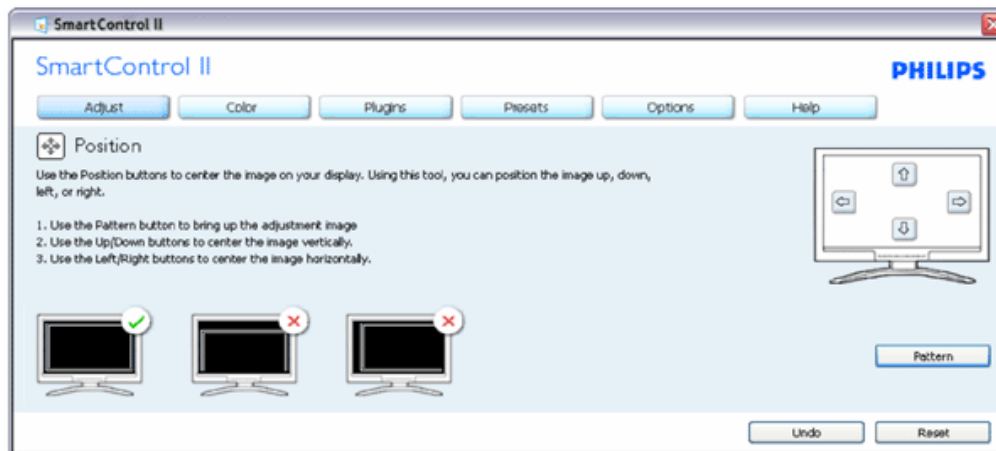 SmartControl II
SmartControl II
PHILIPS
Adjust Color Plugins Presets Options Help
Position
Use the Position buttons to center the image on your display. Using this tool, you can position the image up, down,
left, or right.
1. Use the Pattern button to bring up the adjustment image
2. Use the Up/Down buttons to center the image vertically.
3. Use the Left/Right buttons to center the image horizontally.
Pattern
Undo Reset